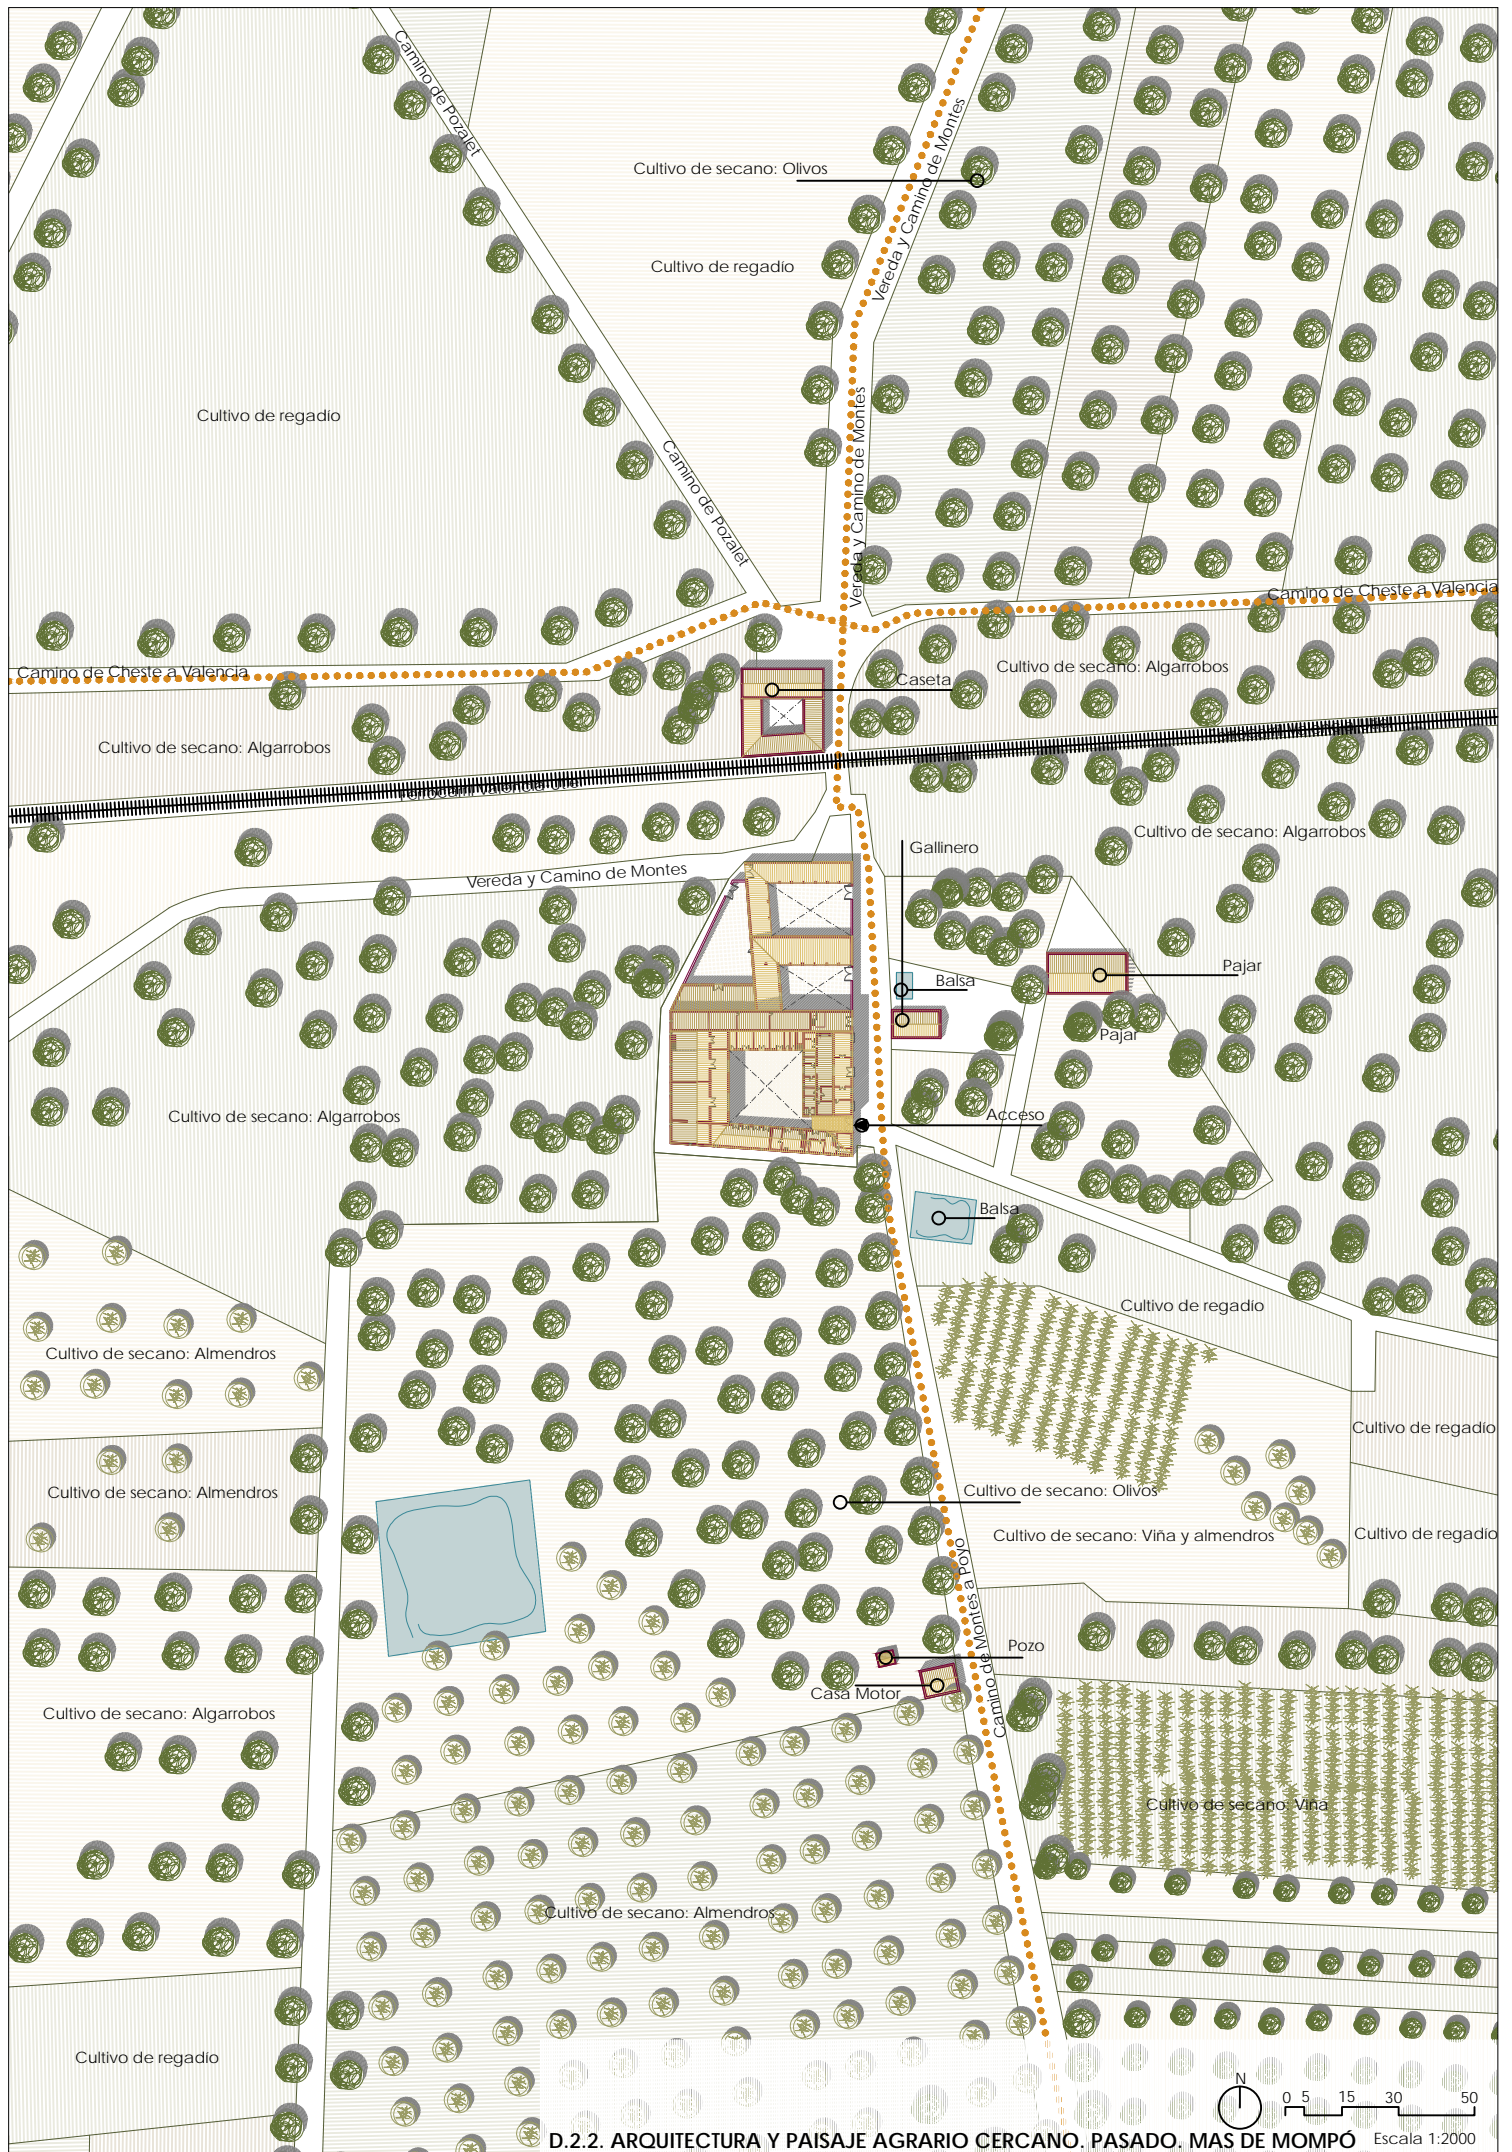 Camino de Pozalet
Vereda y Camino de Montes
Cultivo de secano: Olivos
Cultivo de regadío
Cultivo de regadío
Vereda y Camino de Montes
Camino de Pozalet
Camino de Cheste a Valencia
Camino de Cheste a Valencia
Cultivo de secano: Algarrobos
Caseta
Cultivo de secano: Algarrobos
Cultivo de secano: Algarrobos
Gallinero
Vereda y Camino de Montes
Pajar
Balsa
Pajar
Cultivo de secano: Algarrobos
Acceso
Balsa
Cultivo de regadío
Cultivo de secano: Almendros
Cultivo de regadío
Cultivo de secano: Almendros
Cultivo de secano: Olivos
Cultivo de secano: Viña y almendros
Cultivo de regadío
Camino de Montes a Poyo
Pozo
Casa Motor
Cultivo de secano: Algarrobos
Cultivo de secano: Viña
Cultivo de secano: Almendros
Cultivo de regadío
N
0 5 15 30 50
D.2.2. ARQUITECTURA Y PAISAJE AGRARIO CERCANO. PASADO. MAS DE MOMPÓ
Escala 1:2000